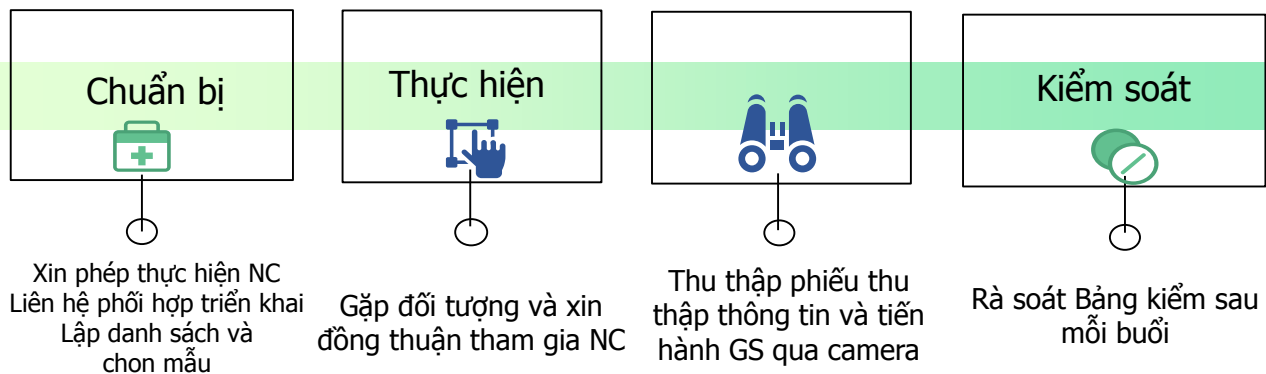 Chuẩn bị
Thực hiện
Kiểm soát
Xin phép thực hiện NC
Liên hệ phối hợp triển khai
Lập danh sách và
chọn mẫu
Gặp đối tượng và xin
đồng thuận tham gia NC
Thu thập phiếu thu
thập thông tin và tiến
hành GS qua camera
Rà soát Bảng kiểm sau
mỗi buổi